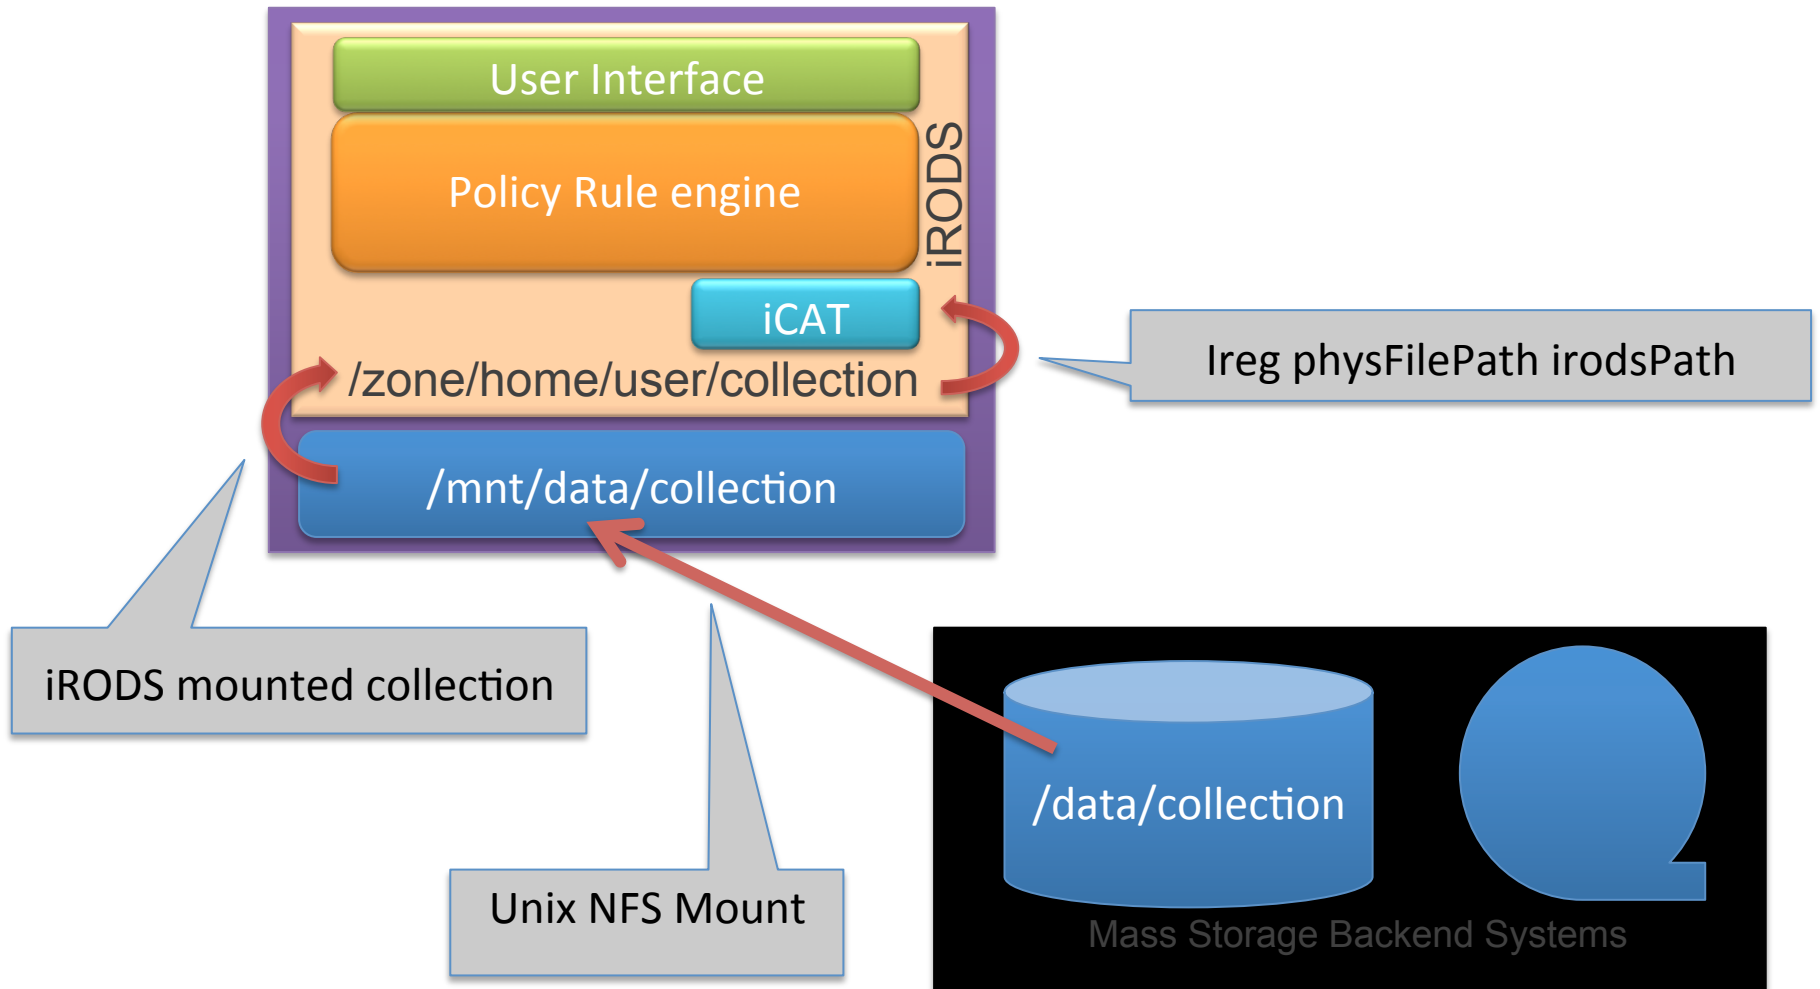 User Interface
Policy Rule engine
iRODS
iCAT
/zone/home/user/collection
Ireg physFilePath irodsPath
/mnt/data/collection
iRODS mounted collection
Unix NFS Mount
/data/collection
Mass Storage Backend Systems